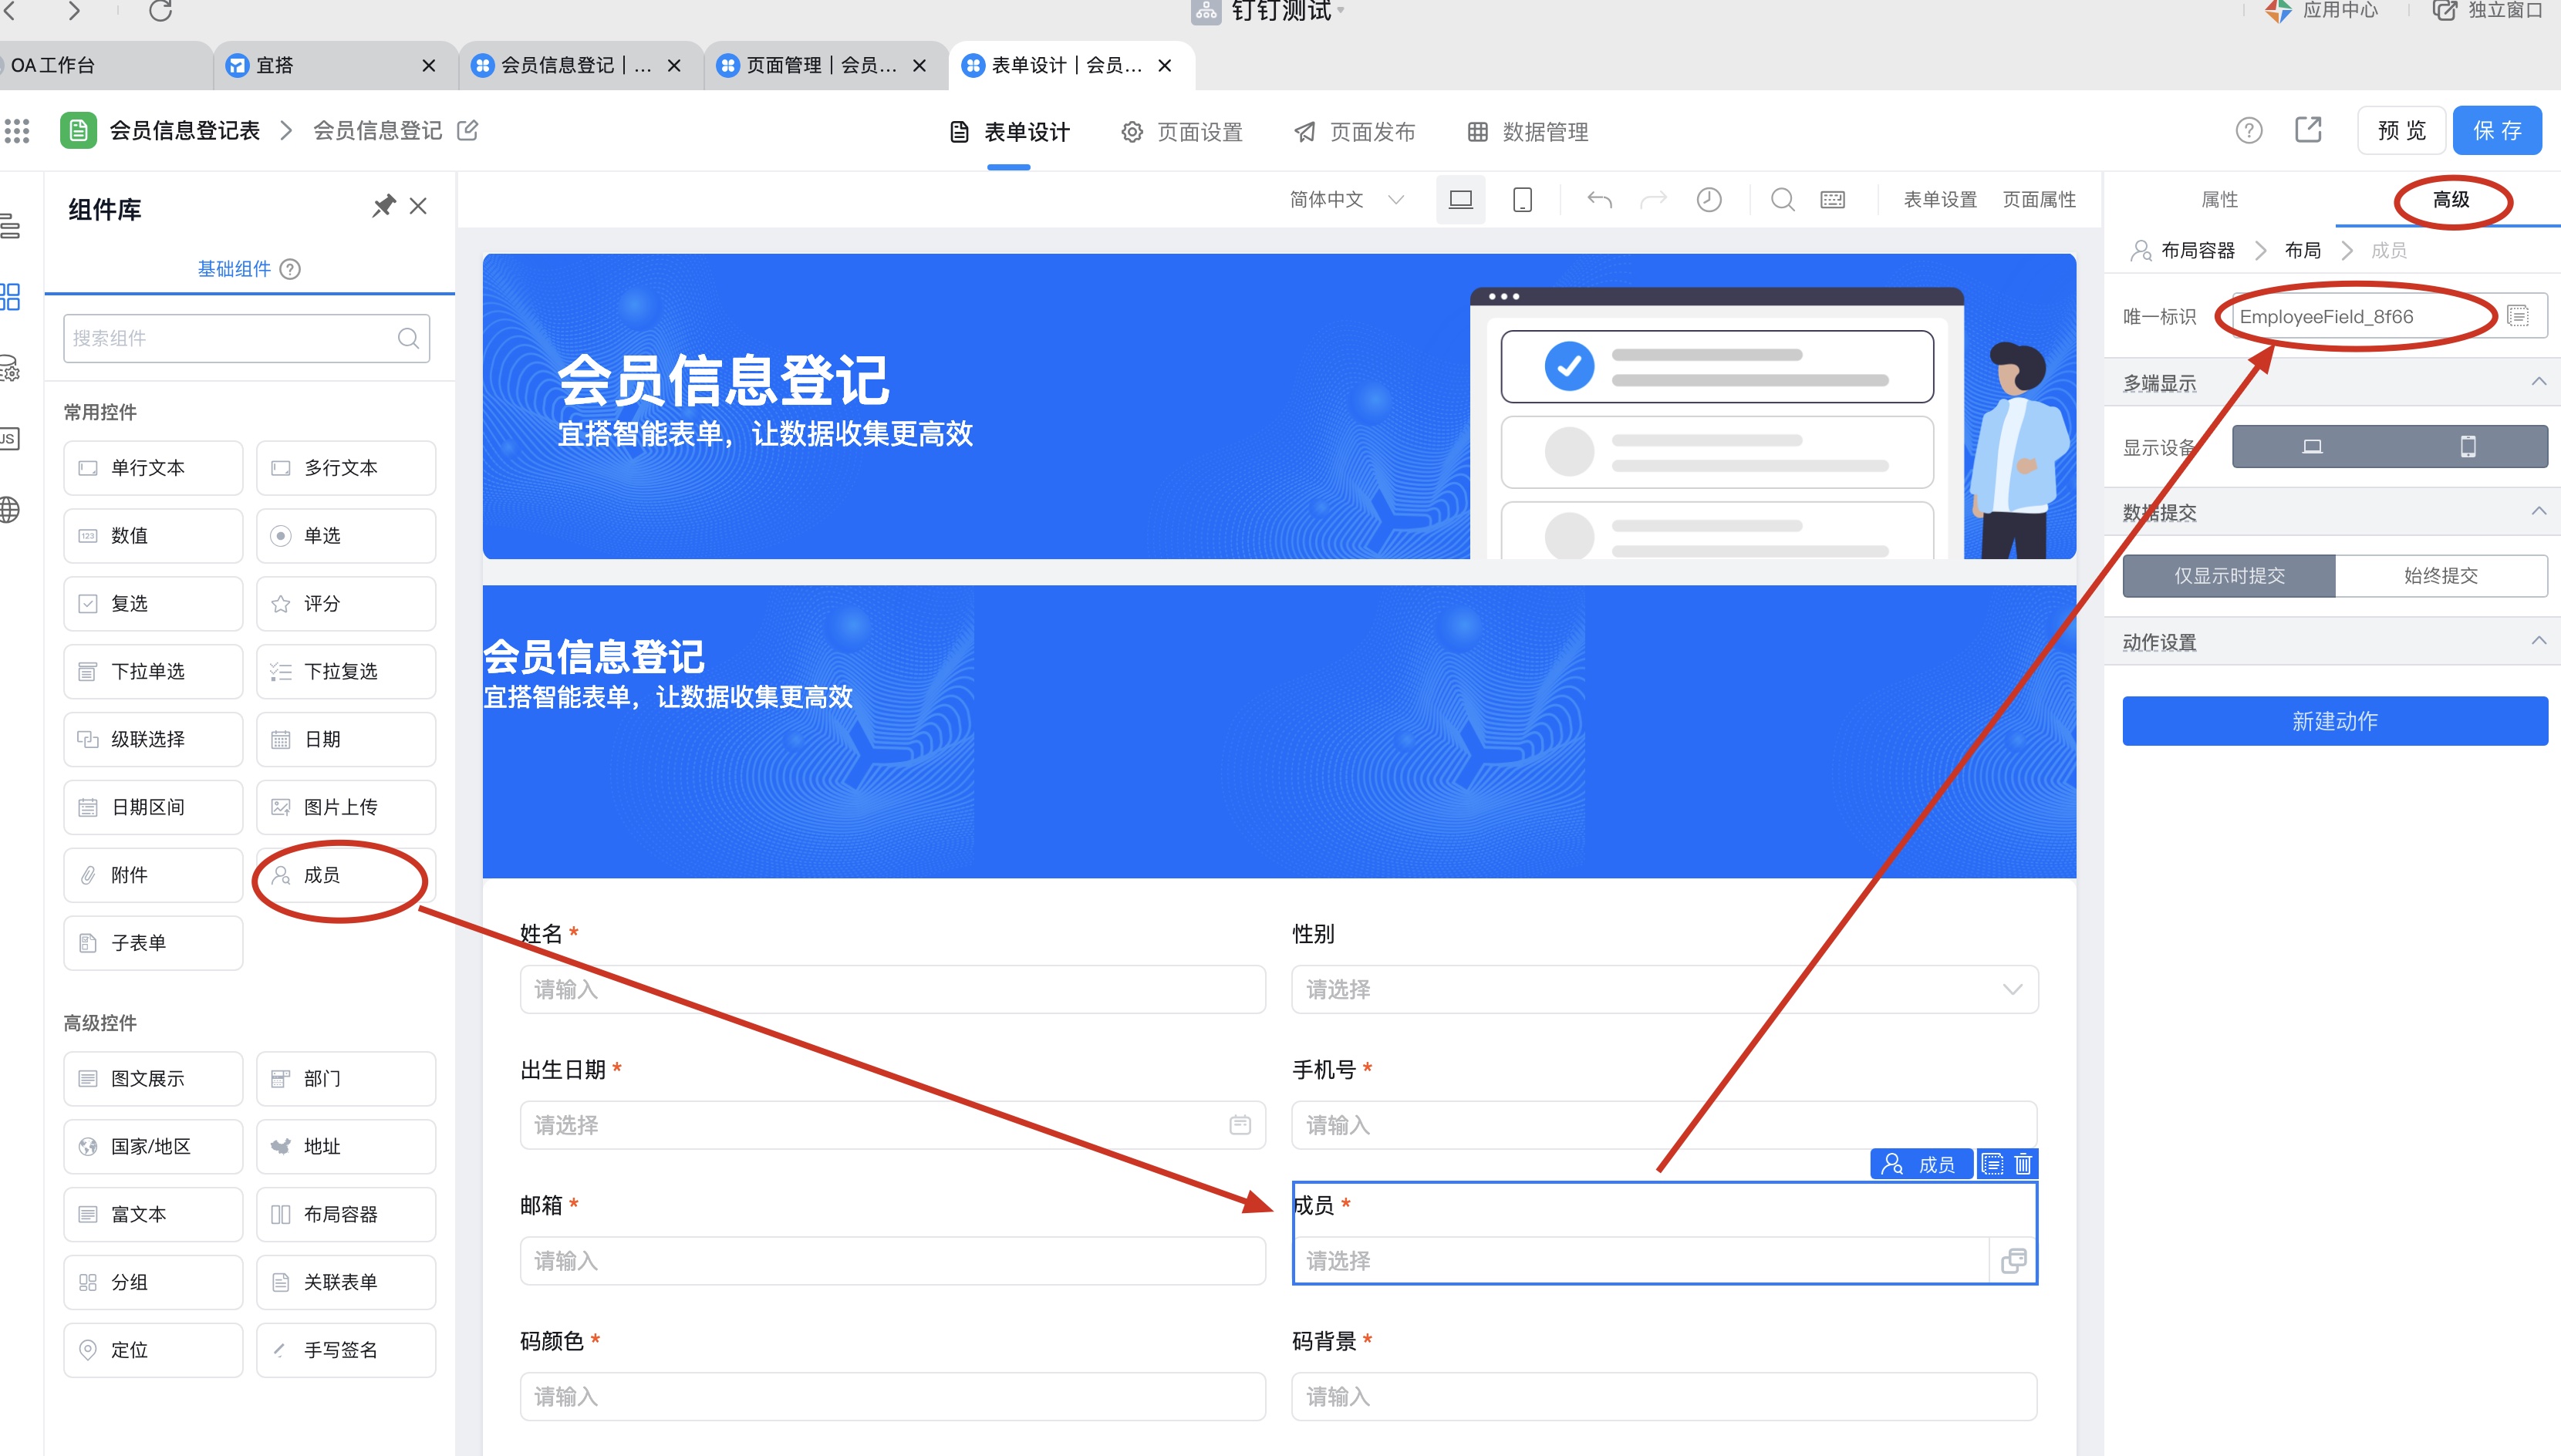 钉钉测试
应用中心
独立窗口
OA工作台
宜搭
会员信息登记 | ...
页面管理 | 会员...
表单设计 | 会员...
会员信息登记表
会员信息登记
表单设计
页面设置
页面发布
数据管理
预 览
保 存
组件库
基础组件
搜索组件
常用控件
单行文本
多行文本
数值
单选
复选
评分
下拉单选
下拉复选
级联选择
日期
日期区间
图片上传
附件
成员
子表单
高级控件
图文展示
部门
国家/地区
地址
富文本
布局容器
分组
关联表单
定位
手写签名
JS
123
简体中文
表单设置
页面属性
会员信息登记
宜搭智能表单，让数据收集更高效
会员信息登记
宜搭智能表单，让数据收集更高效
姓名 *
请输入
性别
请选择
出生日期 *
请选择
手机号 *
请输入
邮箱 *
请输入
成员
成员 *
请选择
码颜色 *
请输入
码背景 *
请输入
属性
高级
布局容器
布局
成员
唯一标识
EmployeeField_8f66
多端显示
显示设备
数据提交
仅显示时提交
始终提交
动作设置
新建动作